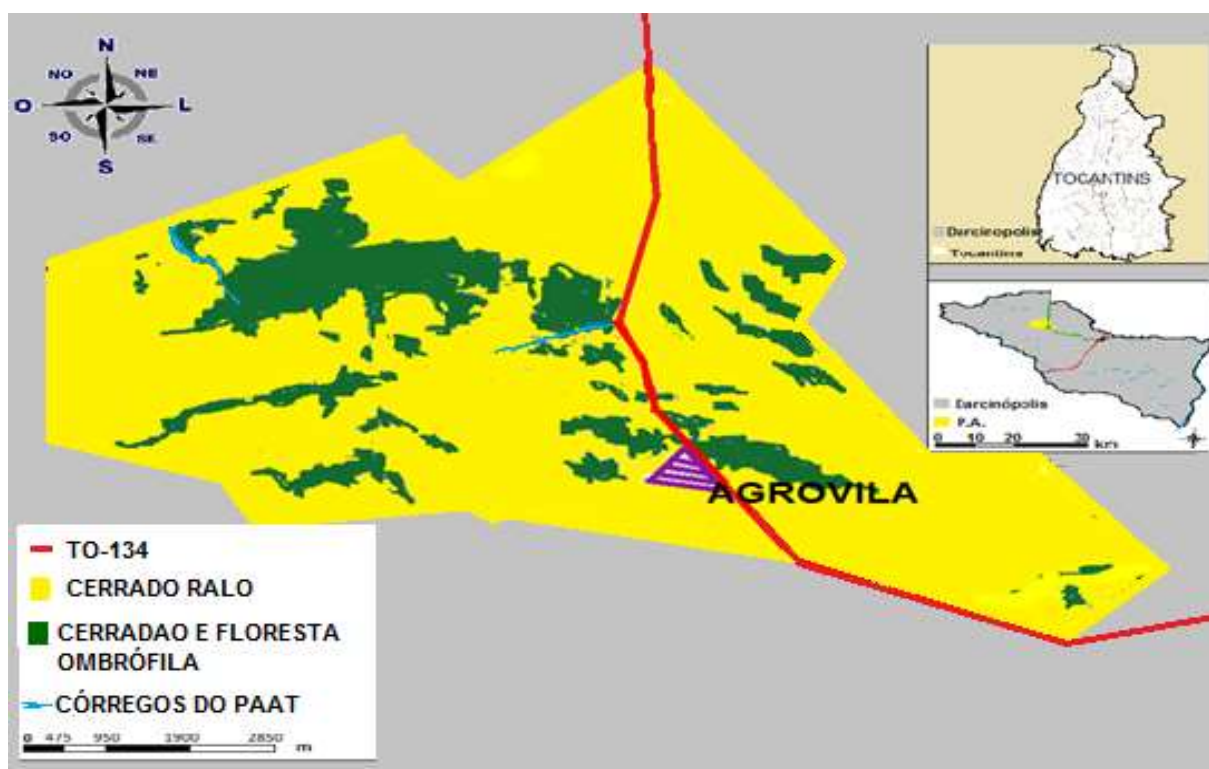 N
NO NE
O L
SO SE
S
TOCANTINS
Darcinopolis
Tocantins
Darcinópolis
P.A.
0 10 20 30 km
AGROVILA
TO-134
CERRADO RALO
CERRADAO E FLORESTA
OMBRÓFILA
CÓRREGOS DO PAAT
0 475 950 1900 2850 m